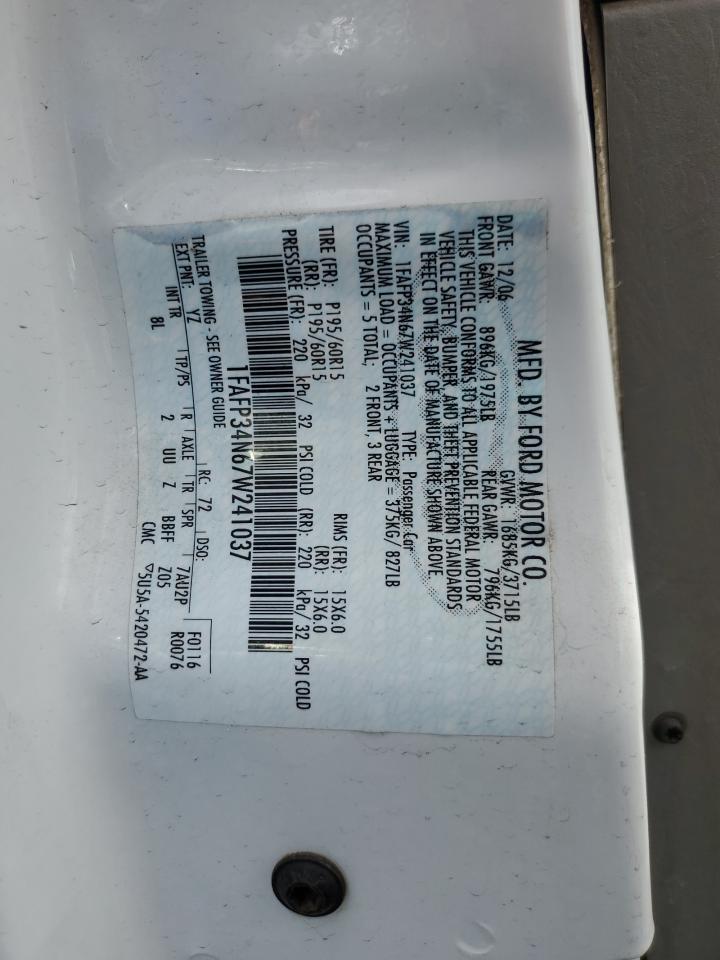 MFD. BY FORD MOTOR CO.
DATE: 12/06 GVWR: 1685KG/3715LB
FRONT GAWR: 896KG/1975LB REAR GAWR: 796KG/1755LB
THIS VEHICLE CONFORMS TO ALL APPLICABLE FEDERAL MOTOR
VEHICLE SAFETY, BUMPER, AND THEFT PREVENTION STANDARDS
IN EFFECT ON THE DATE OF MANUFACTURE SHOWN ABOVE.
VIN: 1FAFP34N67W241037 TYPE: Passenger Car
MAXIMUM LOAD = OCCUPANTS + LUGGAGE = 375KG/ 827LB
OCCUPANTS = 5 TOTAL; 2 FRONT, 3 REAR
TIRE (FR): P195/60R15 RIMS (FR): 15X6.0
(RR): P195/60R15 (RR): 15X6.0
PRESSURE (FR): 220 kPa/ 32 PSI COLD (RR): 220 kPa/ 32 PSI COLD
1FAFP34N67W241037
TRAILER TOWING - SEE OWNER GUIDE
EXT PNT: YZ RC: 72 DSO: F0116
INT TR TP/PS R AXLE TR SPR 7AU2P R0076
8L 2 UU Z BBFF Z05
CMC ▽5U5A-5420472-AA